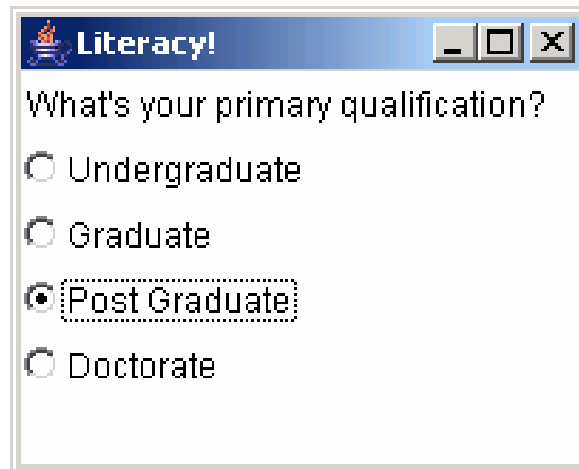 Literacy!
What's your primary qualification?
Undergraduate
Graduate
Post Graduate
Doctorate